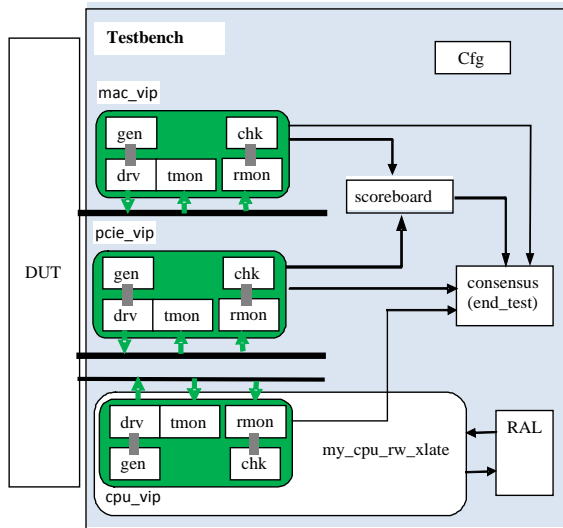 Testbench
Cfg
mac_vip
gen
chk
drv
tmon
rmon
scoreboard
pcie_vip
gen
chk
drv
tmon
rmon
DUT
consensus
(end_test)
drv
tmon
rmon
gen
chk
my_cpu_rw_xlate
RAL
cpu_vip